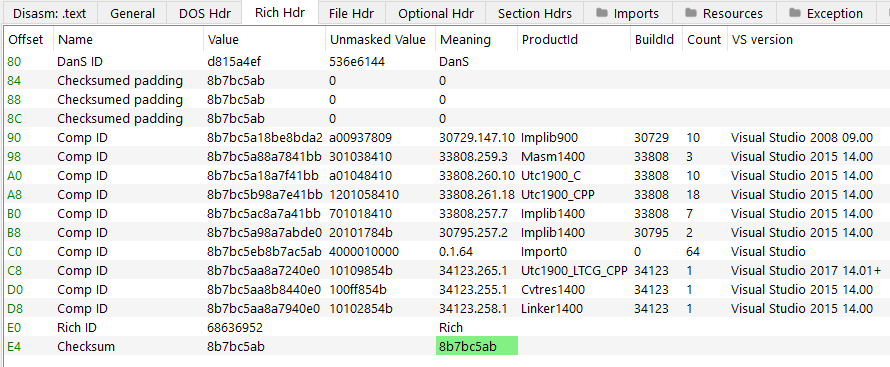 Disasm: .text General DOS Hdr Rich Hdr File Hdr Optional Hdr Section Hdrs Imports Resources Exception
Offset Name Value Unmasked Value Meaning ProductId BuildId Count VS version
80 DanS ID d815a4ef 536e6144 DanS
84 Checksumed padding 8b7bc5ab 0 0
88 Checksumed padding 8b7bc5ab 0 0
8C Checksumed padding 8b7bc5ab 0 0
90 Comp ID 8b7bc5a18be8bda2 a00937809 30729.147.10 Implib900 30729 10 Visual Studio 2008 09.00
98 Comp ID 8b7bc5a88a7841bb 301038410 33808.259.3 Masm1400 33808 3 Visual Studio 2015 14.00
A0 Comp ID 8b7bc5a18a7f41bb a01048410 33808.260.10 Utc1900_C 33808 10 Visual Studio 2015 14.00
A8 Comp ID 8b7bc5b98a7e41bb 1201058410 33808.261.18 Utc1900_CPP 33808 18 Visual Studio 2015 14.00
B0 Comp ID 8b7bc5ac8a7a41bb 701018410 33808.257.7 Implib1400 33808 7 Visual Studio 2015 14.00
B8 Comp ID 8b7bc5a98a7abde0 20101784b 30795.257.2 Implib1400 30795 2 Visual Studio 2015 14.00
C0 Comp ID 8b7bc5eb8b7ac5ab 4000010000 0.1.64 Import0 0 64 Visual Studio
C8 Comp ID 8b7bc5aa8a7240e0 10109854b 34123.265.1 Utc1900_LTCG_CPP 34123 1 Visual Studio 2017 14.01+
D0 Comp ID 8b7bc5aa8b8440e0 100ff854b 34123.255.1 Cvtres1400 34123 1 Visual Studio 2015 14.00
D8 Comp ID 8b7bc5aa8a7940e0 10102854b 34123.258.1 Linker1400 34123 1 Visual Studio 2015 14.00
E0 Rich ID 68636952 Rich
E4 Checksum 8b7bc5ab 8b7bc5ab